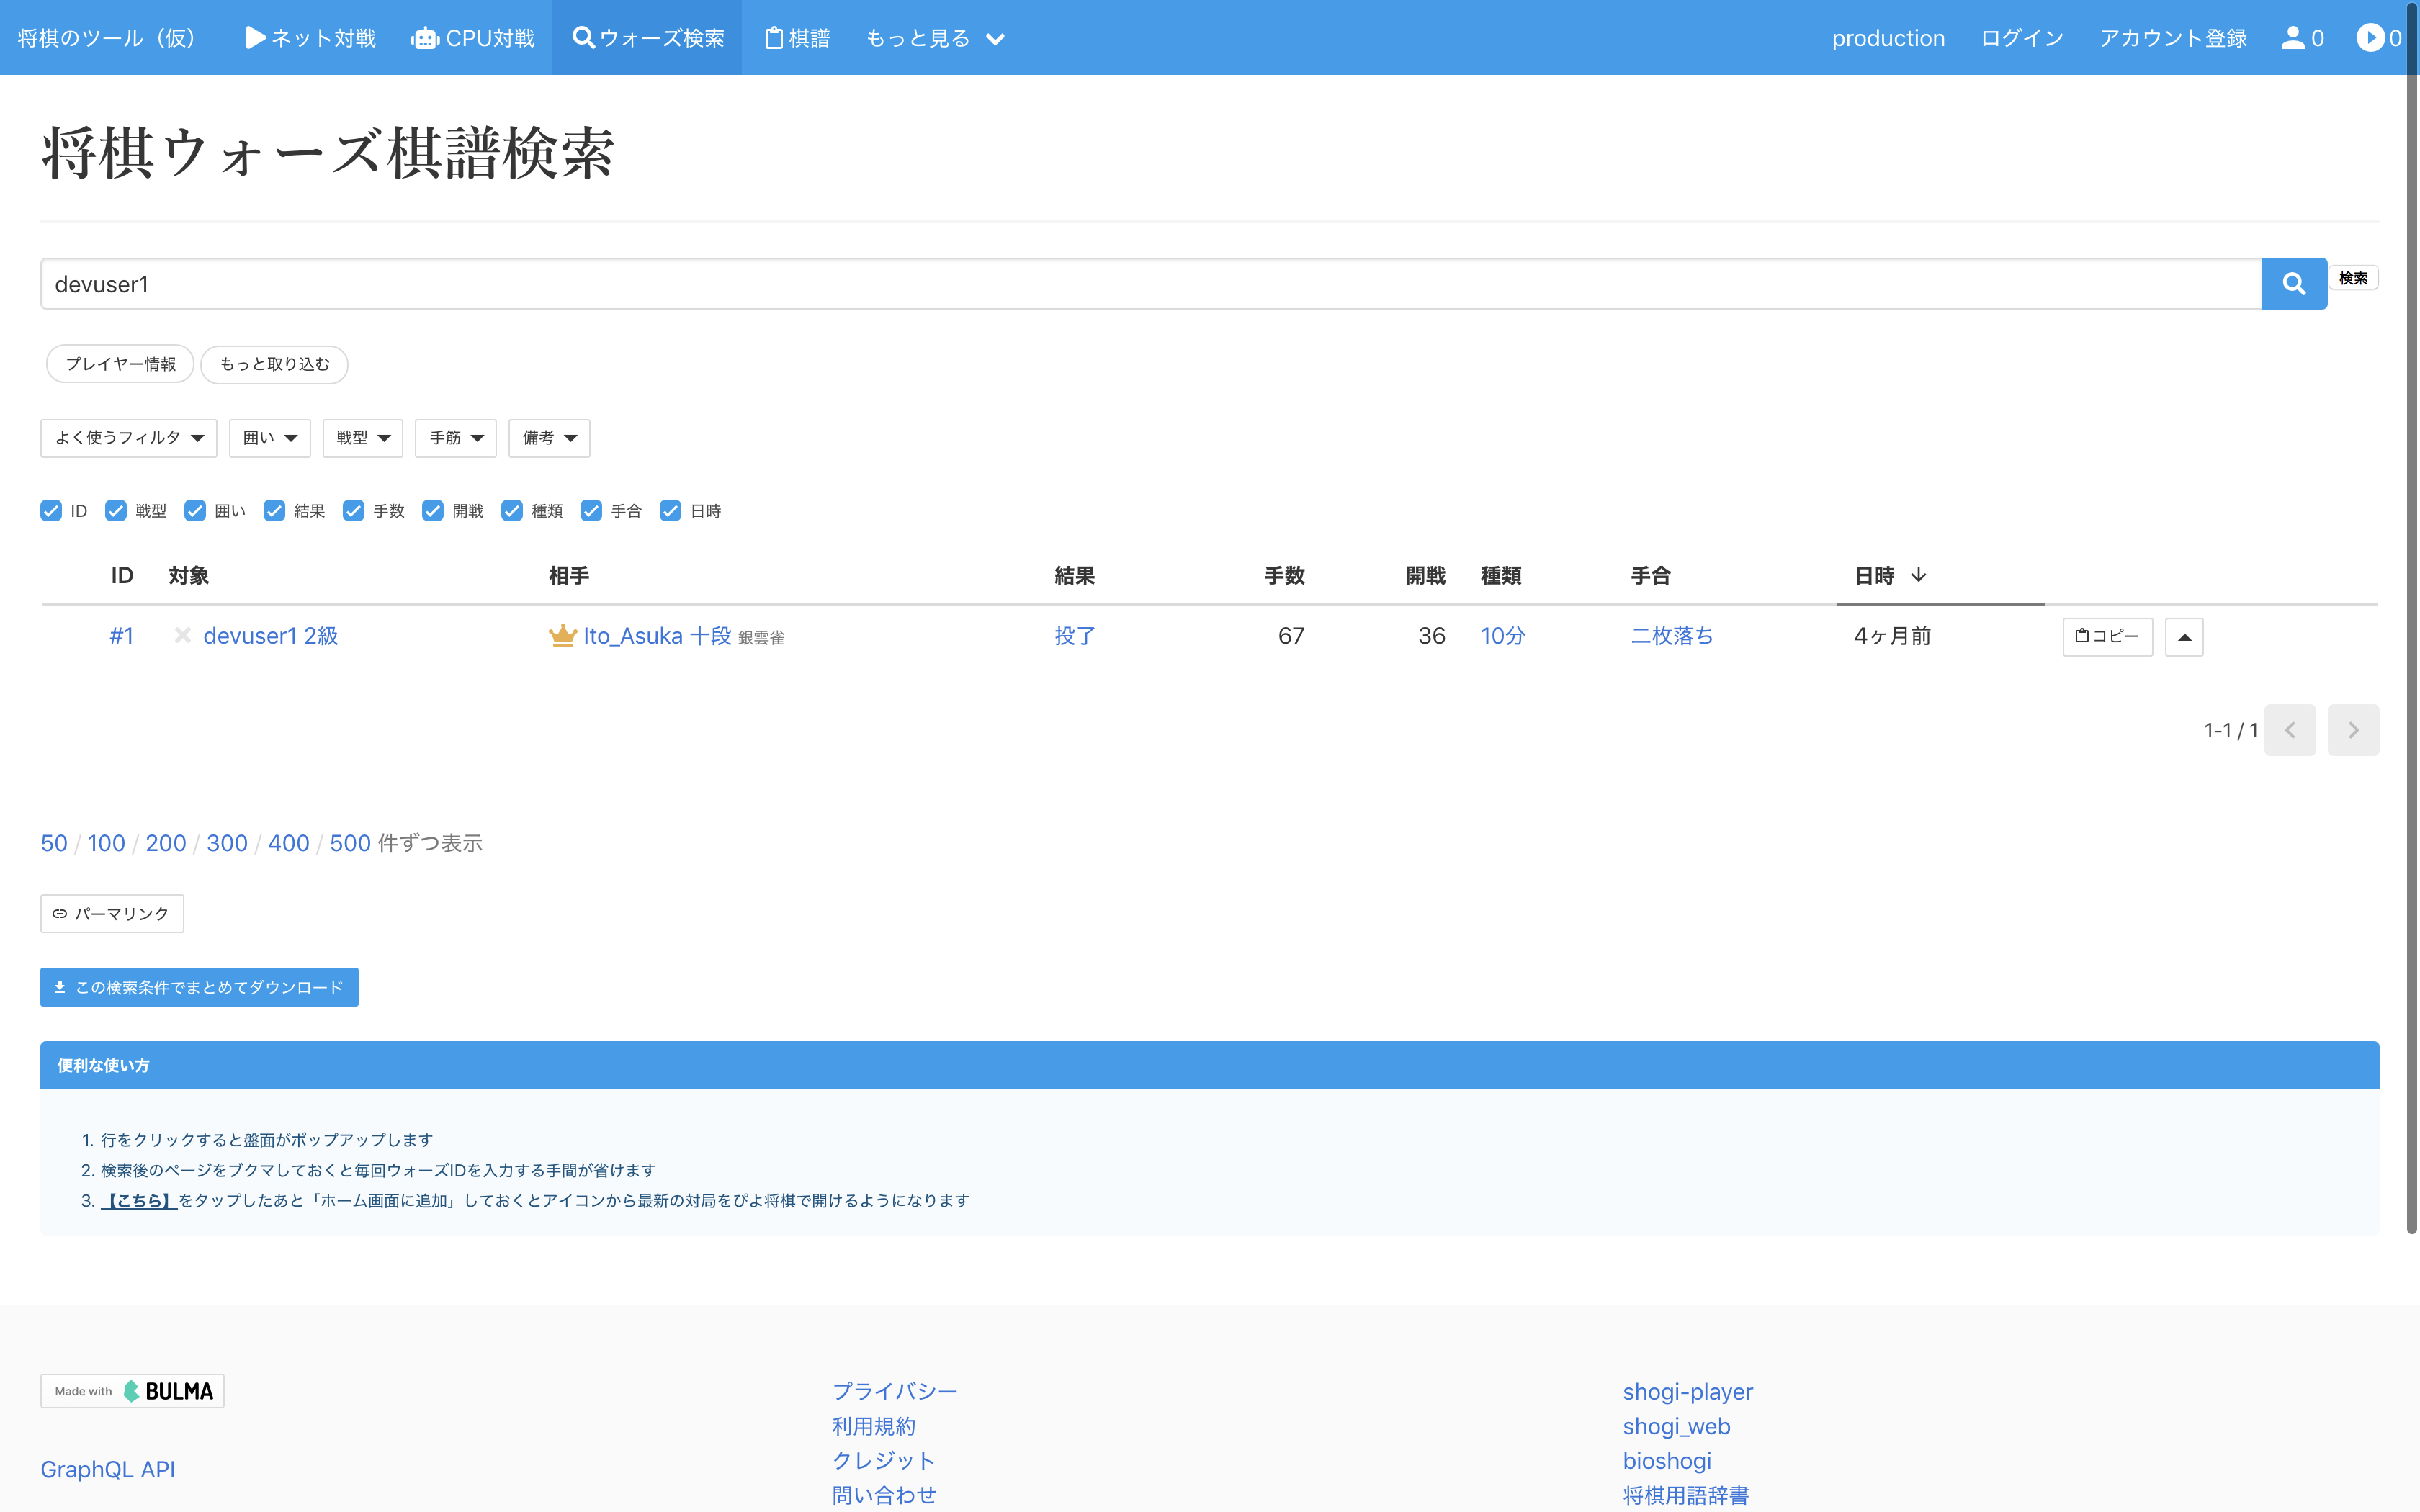 将棋のツール（仮） ネット対戦 CPU対戦 ウォーズ検索 棋譜 もっと見る production ログイン アカウント登録 0 0
将棋ウォーズ棋譜検索
devuser1 検索
プレイヤー情報 もっと取り込む
よく使うフィルタ 囲い 戦型 手筋 備考
ID 戦型 囲い 結果 手数 開戦 種類 手合 日時
ID 対象 相手 結果 手数 開戦 種類 手合 日時
#1 devuser1 2級 Ito_Asuka 十段 銀雲雀 投了 67 36 10分 二枚落ち 4ヶ月前 コピー
1-1 / 1
50 / 100 / 200 / 300 / 400 / 500 件ずつ表示
パーマリンク
この検索条件でまとめてダウンロード
便利な使い方
1. 行をクリックすると盤面がポップアップします
2. 検索後のページをブクマしておくと毎回ウォーズIDを入力する手間が省けます
3. 【こちら】をタップしたあと「ホーム画面に追加」しておくとアイコンから最新の対局をぴよ将棋で開けるようになります
Made with BULMA
GraphQL API
プライバシー
利用規約
クレジット
問い合わせ
shogi-player
shogi_web
bioshogi
将棋用語辞書